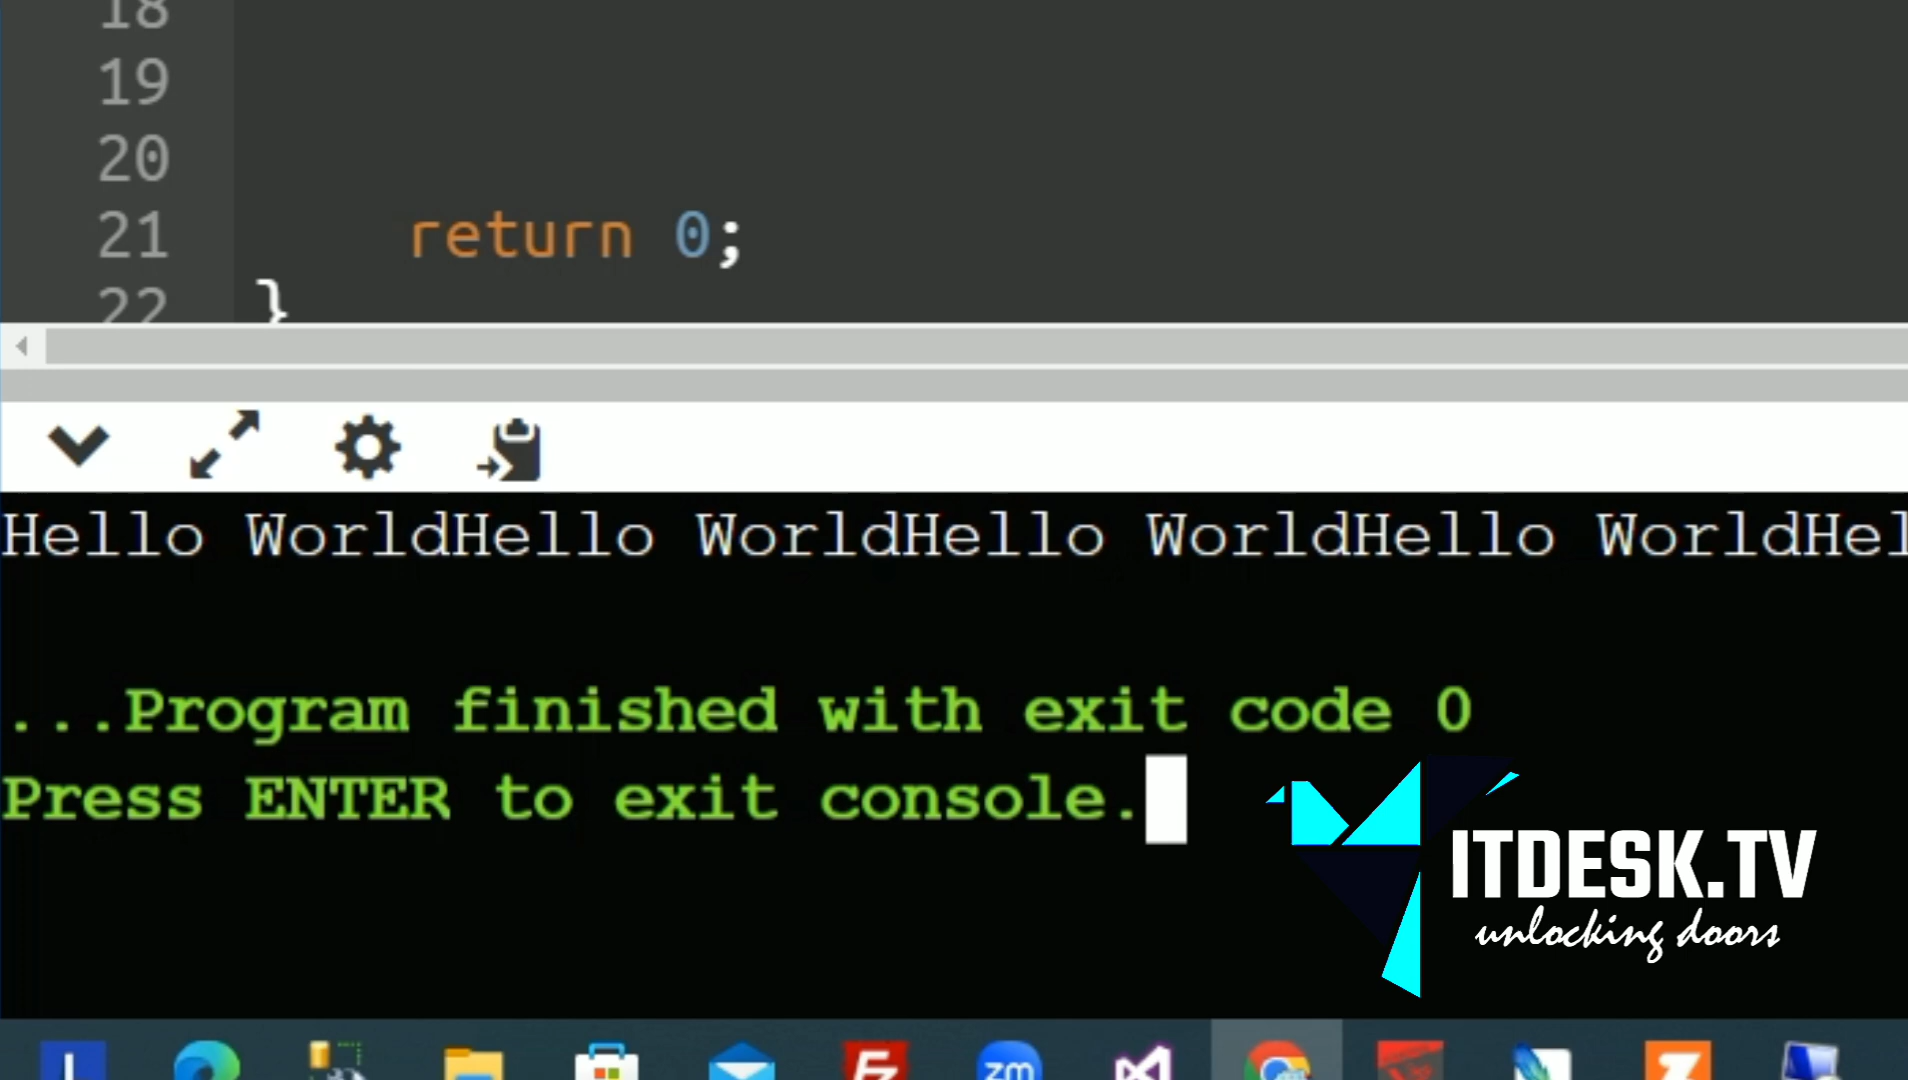 18
19
20
21 return 0;
22 }
Hello WorldHello WorldHello WorldHello WorldHel
...Program finished with exit code 0
Press ENTER to exit console.
ITDESK.TV
unlocking doors
zm